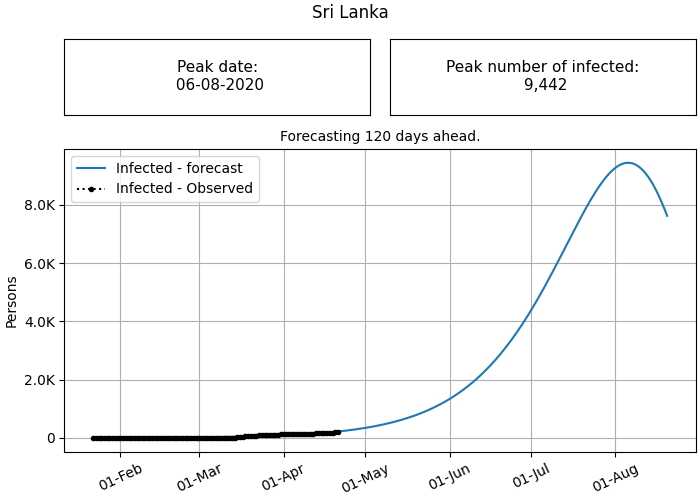 Sri Lanka
Peak date:
06-08-2020
Peak number of infected:
9,442
Forecasting 120 days ahead.
Infected - forecast
Infected - Observed
Persons
8.0K
6.0K
4.0K
2.0K
0
01-Feb
01-Mar
01-Apr
01-May
01-Jun
01-Jul
01-Aug